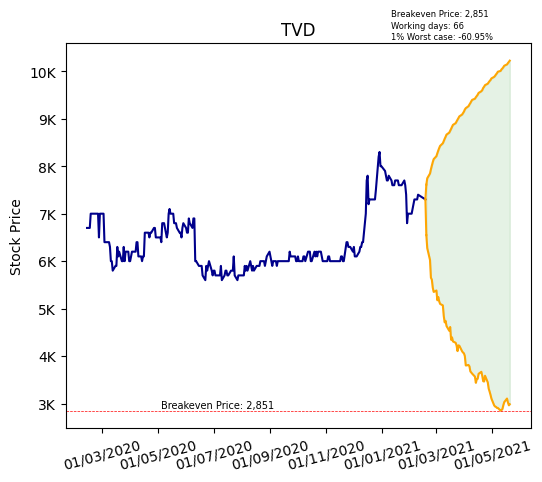 Breakeven Price: 2,851
Working days: 66
1% Worst case: -60.95%
TVD
Stock Price
10K
9K
8K
7K
6K
5K
4K
3K
Breakeven Price: 2,851
01/03/2020
01/05/2021
01/07/2020
01/09/2020
01/11/2020
01/01/2021
01/03/2021
01/05/2021